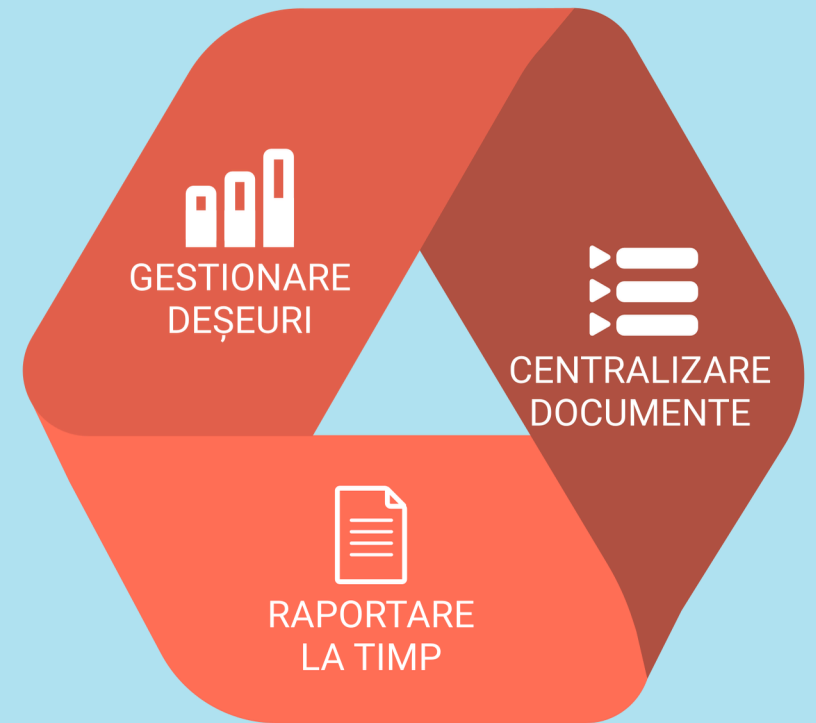 GESTIONARE
DEȘEURI
CENTRALIZARE
DOCUMENTE
RAPORTARE
LA TIMP